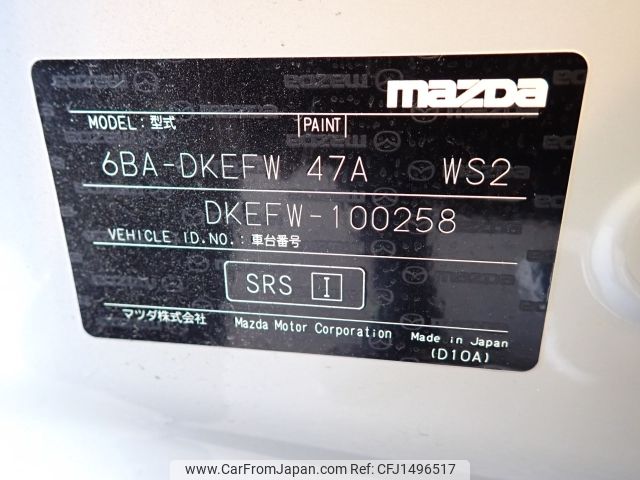 mazda
MODEL: 型式 PAINT
6BA-DKEFW 47A WS2
DKEFW-100258
VEHICLE ID.NO.: 車台番号
SRS I
マツダ株式会社 Mazda Motor Corporation Made in Japan
(D10A)
www.CarFromJapan.com © CarFromJapan - CFJ1496517